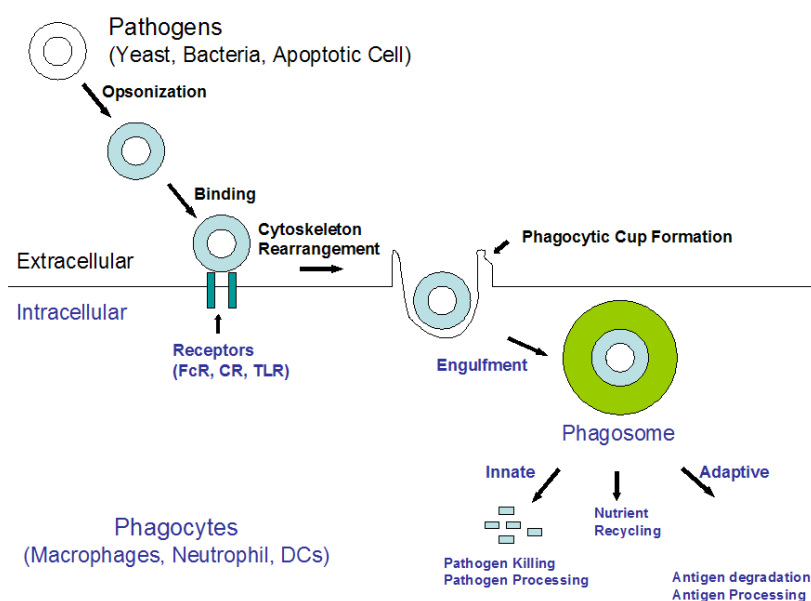 Pathogens
(Yeast, Bacteria, Apoptotic Cell)
Opsonization
Binding
Cytoskeleton
Rearrangement
Phagocytic Cup Formation
Extracellular
Intracellular
Receptors
(FcR, CR, TLR)
Engulfment
Phagosome
Innate
Adaptive
Nutrient
Recycling
Phagocytes
(Macrophages, Neutrophil, DCs)
Pathogen Killing
Pathogen Processing
Antigen degradation
Antigen Processing